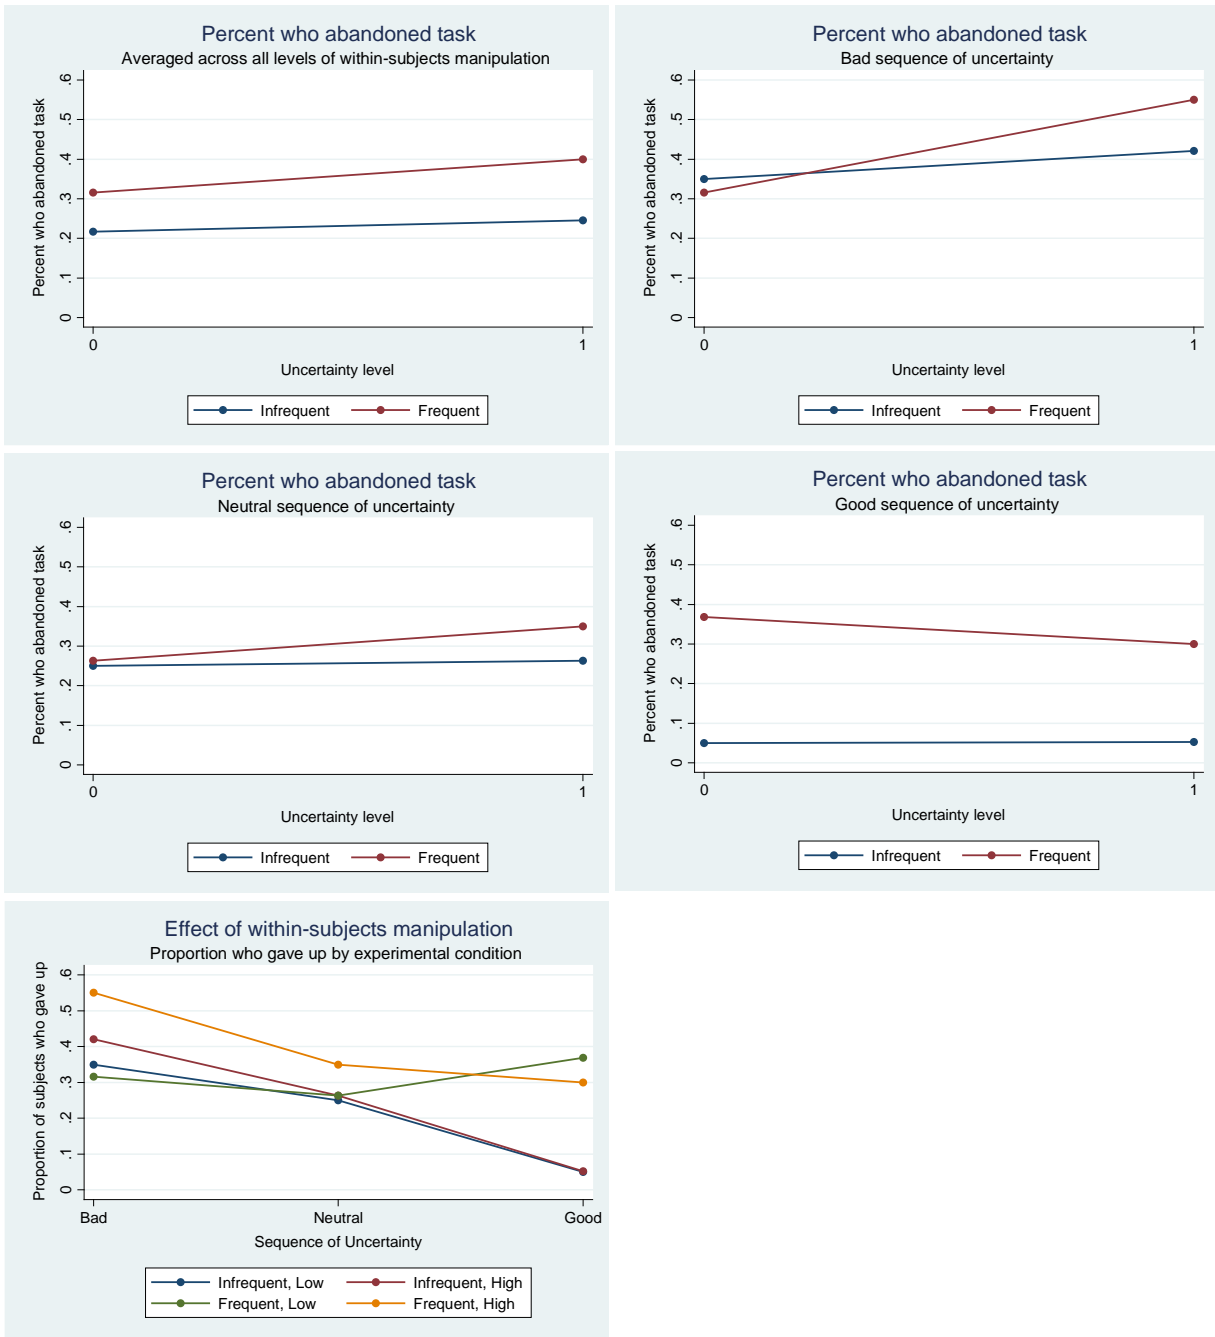 Percent who abandoned task
Averaged across all levels of within-subjects manipulation
Percent who abandoned task
.6
.5
.4
.3
.2
.1
0
0 1
Uncertainty level
Infrequent Frequent
Percent who abandoned task
Bad sequence of uncertainty
Percent who abandoned task
.6
.5
.4
.3
.2
.1
0
0 1
Uncertainty level
Infrequent Frequent
Percent who abandoned task
Neutral sequence of uncertainty
Percent who abandoned task
.6
.5
.4
.3
.2
.1
0
0 1
Uncertainty level
Infrequent Frequent
Percent who abandoned task
Good sequence of uncertainty
Percent who abandoned task
.6
.5
.4
.3
.2
.1
0
0 1
Uncertainty level
Infrequent Frequent
Effect of within-subjects manipulation
Proportion who gave up by experimental condition
Proportion of subjects who gave up
.6
.5
.4
.3
.2
.1
0
Bad Neutral Good
Sequence of Uncertainty
Infrequent, Low Infrequent, High
Frequent, Low Frequent, High